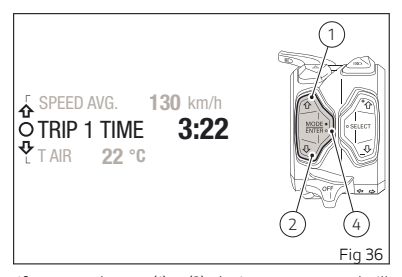 SPEED AVG. 130 km/h
TRIP 1 TIME 3:22
T AIR 22 °C
1
MODE
ENTER
SELECT
OFF
2
4
Fig 36